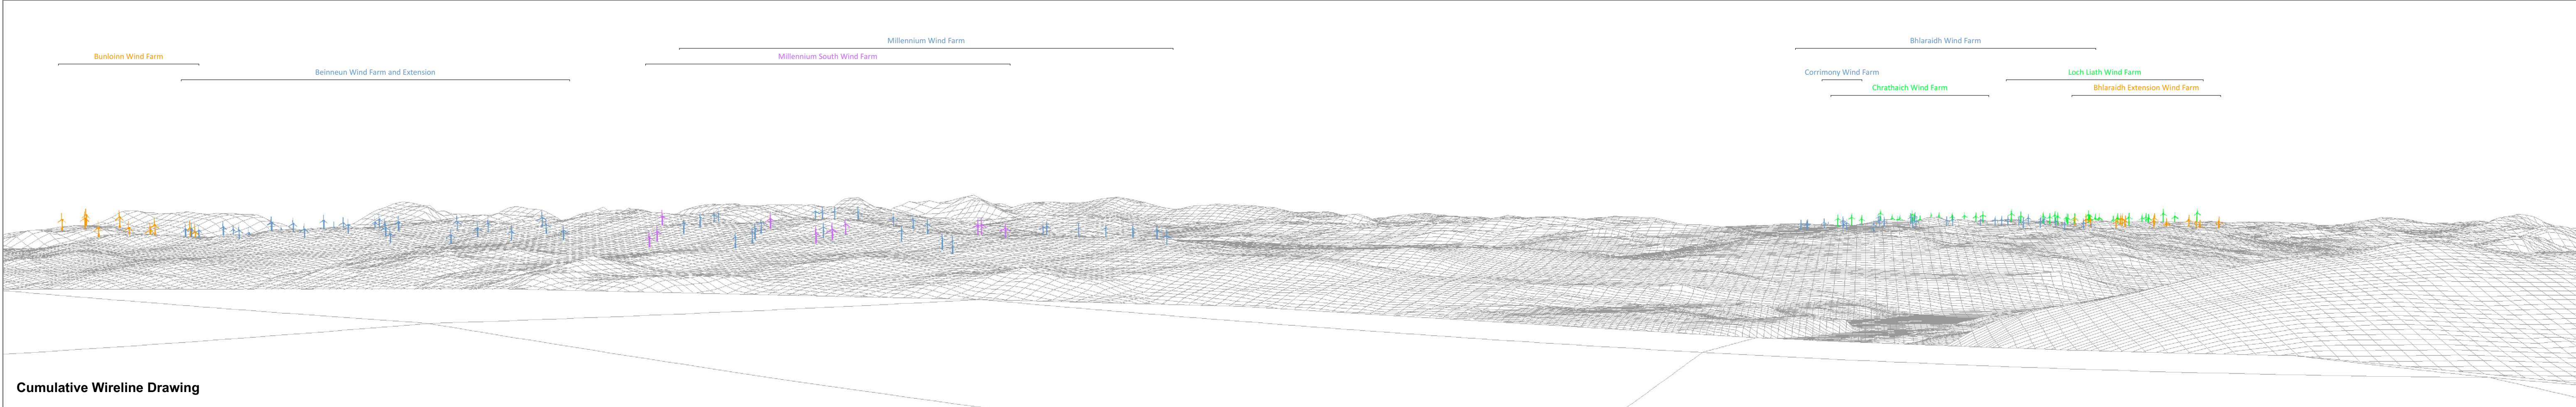 Millennium Wind Farm
Bhlaraidh Wind Farm
Bunloinn Wind Farm
Millennium South Wind Farm
Beinneun Wind Farm and Extension
Corrimony Wind Farm
Loch Liath Wind Farm
Chrathaich Wind Farm
Bhlaraidh Extension Wind Farm
Cumulative Wireline Drawing